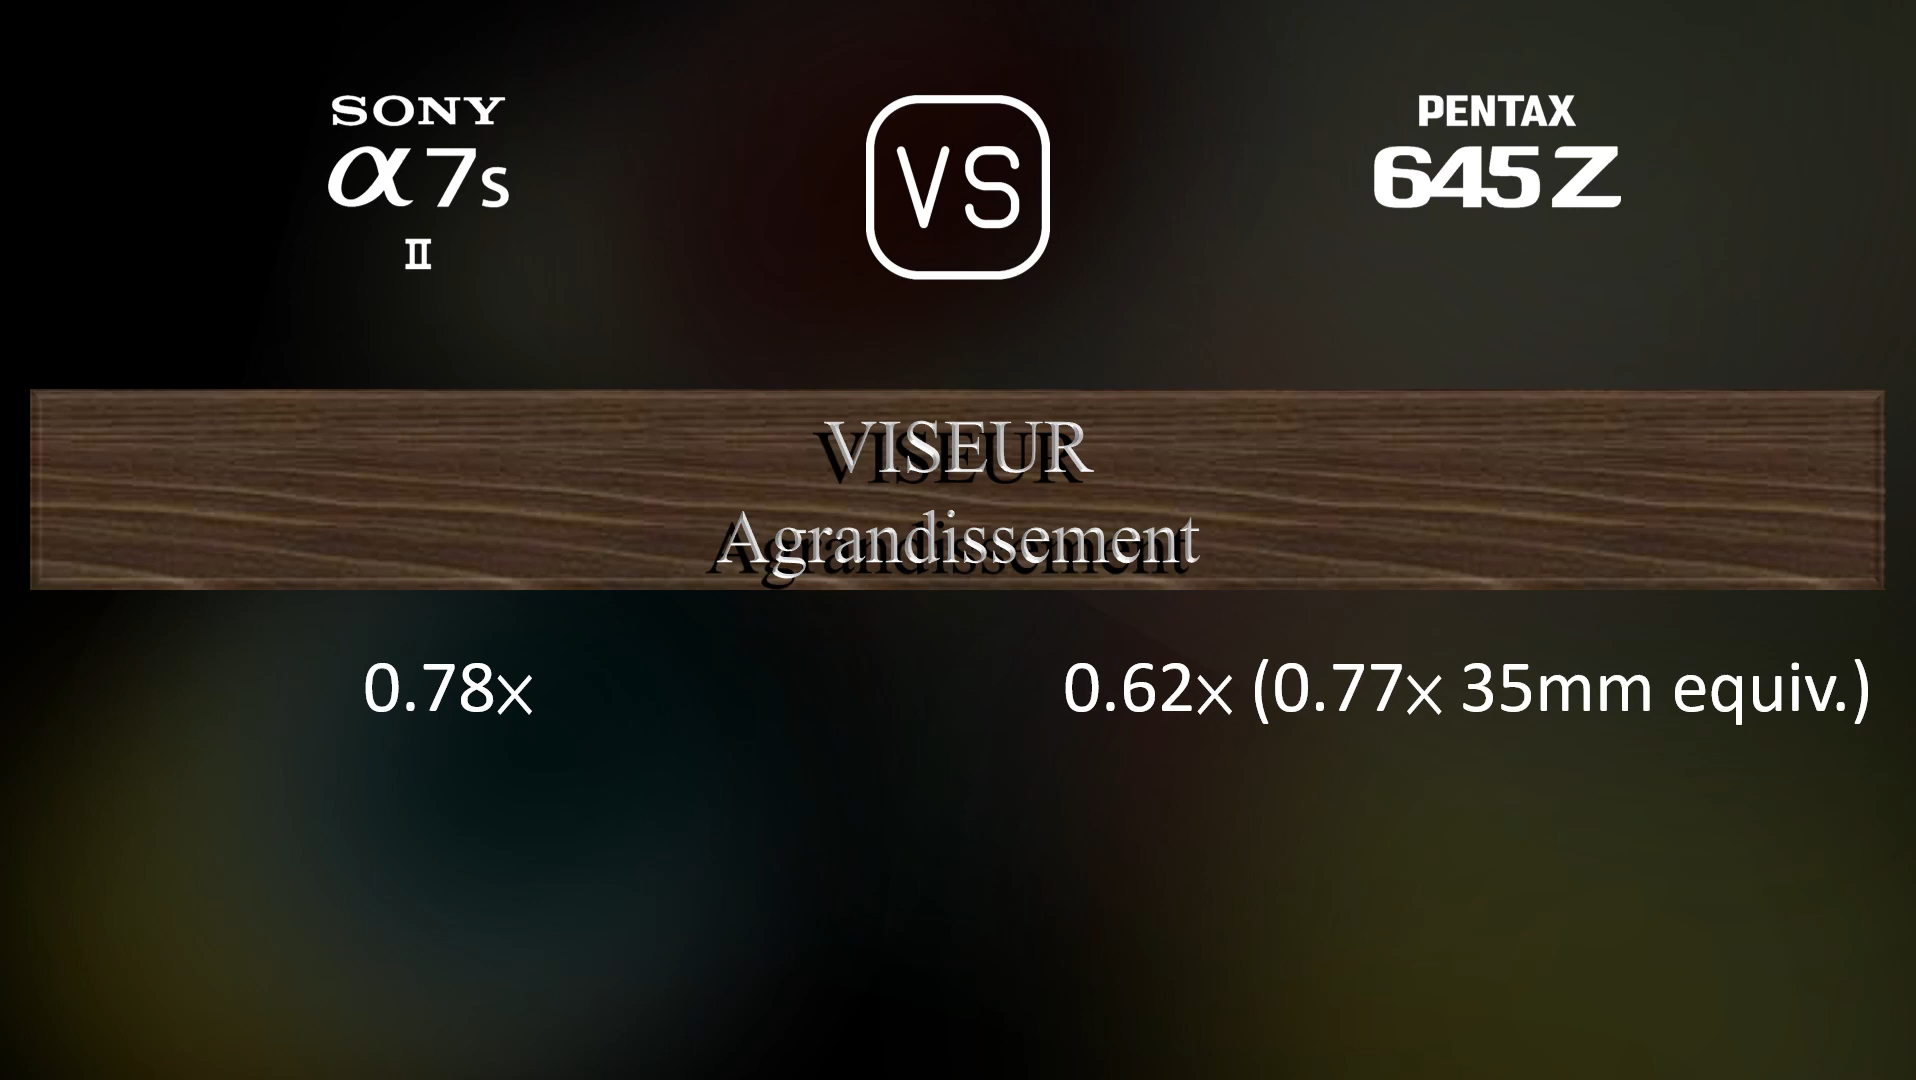 SONY
α7s
II
VS
PENTAX
645Z
VISEUR
Agrandissement
0.78x
0.62x (0.77x 35mm equiv.)